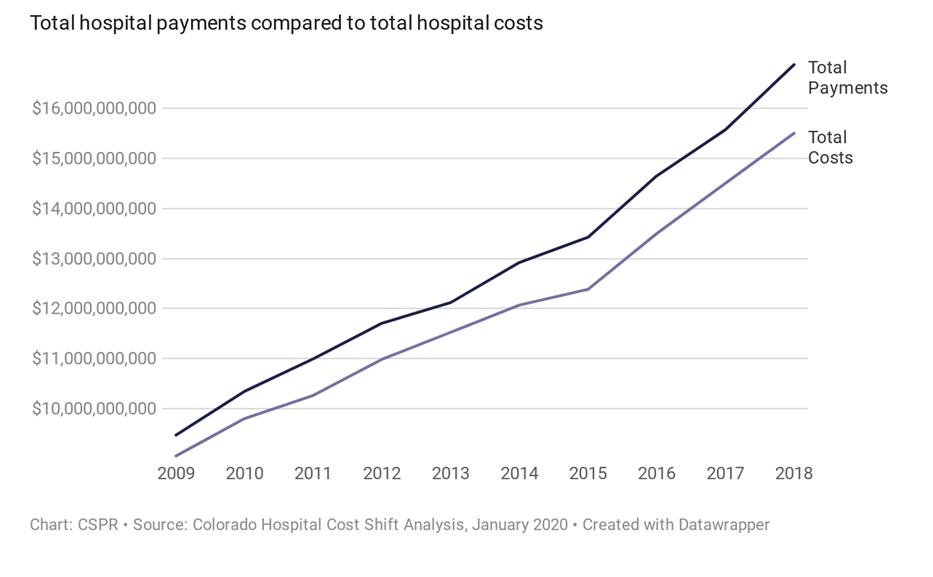 Total hospital payments compared to total hospital costs
Total
Payments
$16,000,000,000
Total
Costs
$15,000,000,000
$14,000,000,000
$13,000,000,000
$12,000,000,000
$11,000,000,000
$10,000,000,000
2009 2010 2011 2012 2013 2014 2015 2016 2017 2018
Chart: CSPR • Source: Colorado Hospital Cost Shift Analysis, January 2020 • Created with Datawrapper